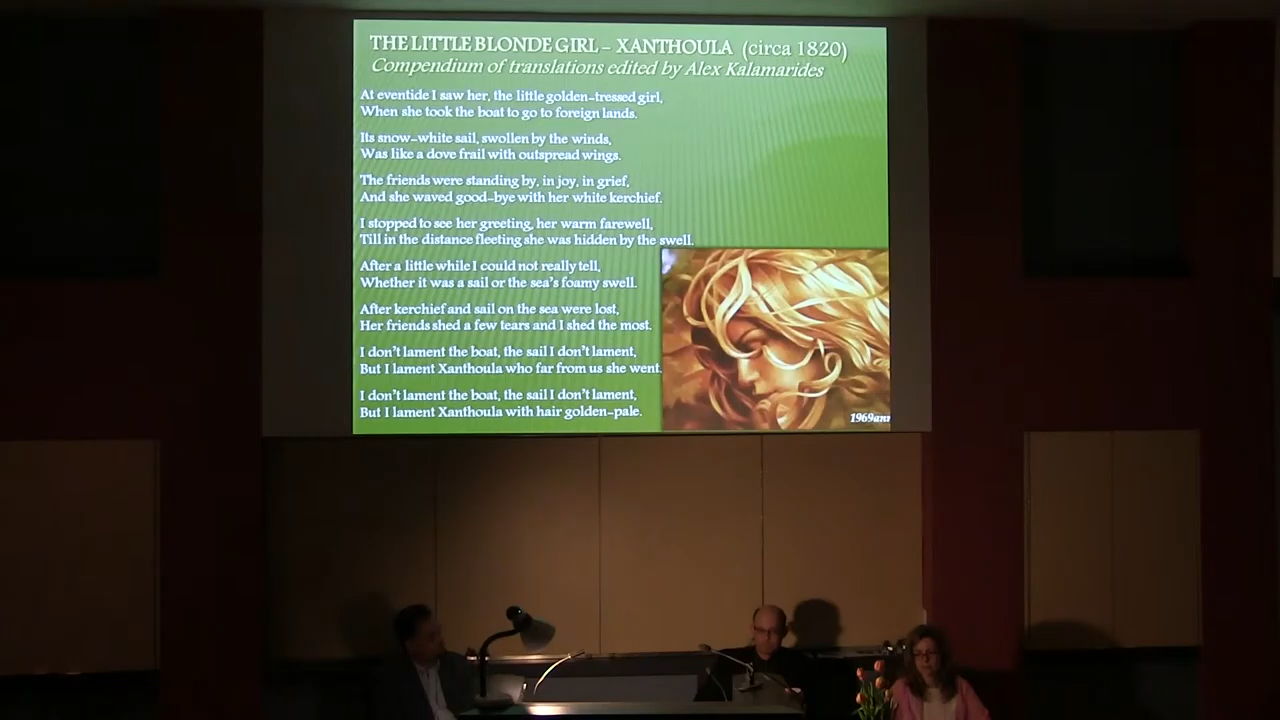 THE LITTLE BLONDE GIRL – XANTHOULA (circa 1820)
Compendium of translations edited by Alex Kalamarides
At eventide I saw her, the little golden-tressed girl,
When she took the boat to go to foreign lands.
Its snow-white sail, swollen by the winds,
Was like a dove frail with outspread wings.
The friends were standing by, in joy, in grief,
And she waved good-bye with her white kerchief.
I stopped to see her greeting, her warm farewell,
Till in the distance fleeting she was hidden by the swell.
After a little while I could not really tell,
Whether it was a sail or the sea's foamy swell.
After kerchief and sail on the sea were lost,
Her friends shed a few tears and I shed the most.
I don't lament the boat, the sail I don't lament,
But I lament Xanthoula who far from us she went.
I don't lament the boat, the sail I don't lament,
But I lament Xanthoula with hair golden-pale.